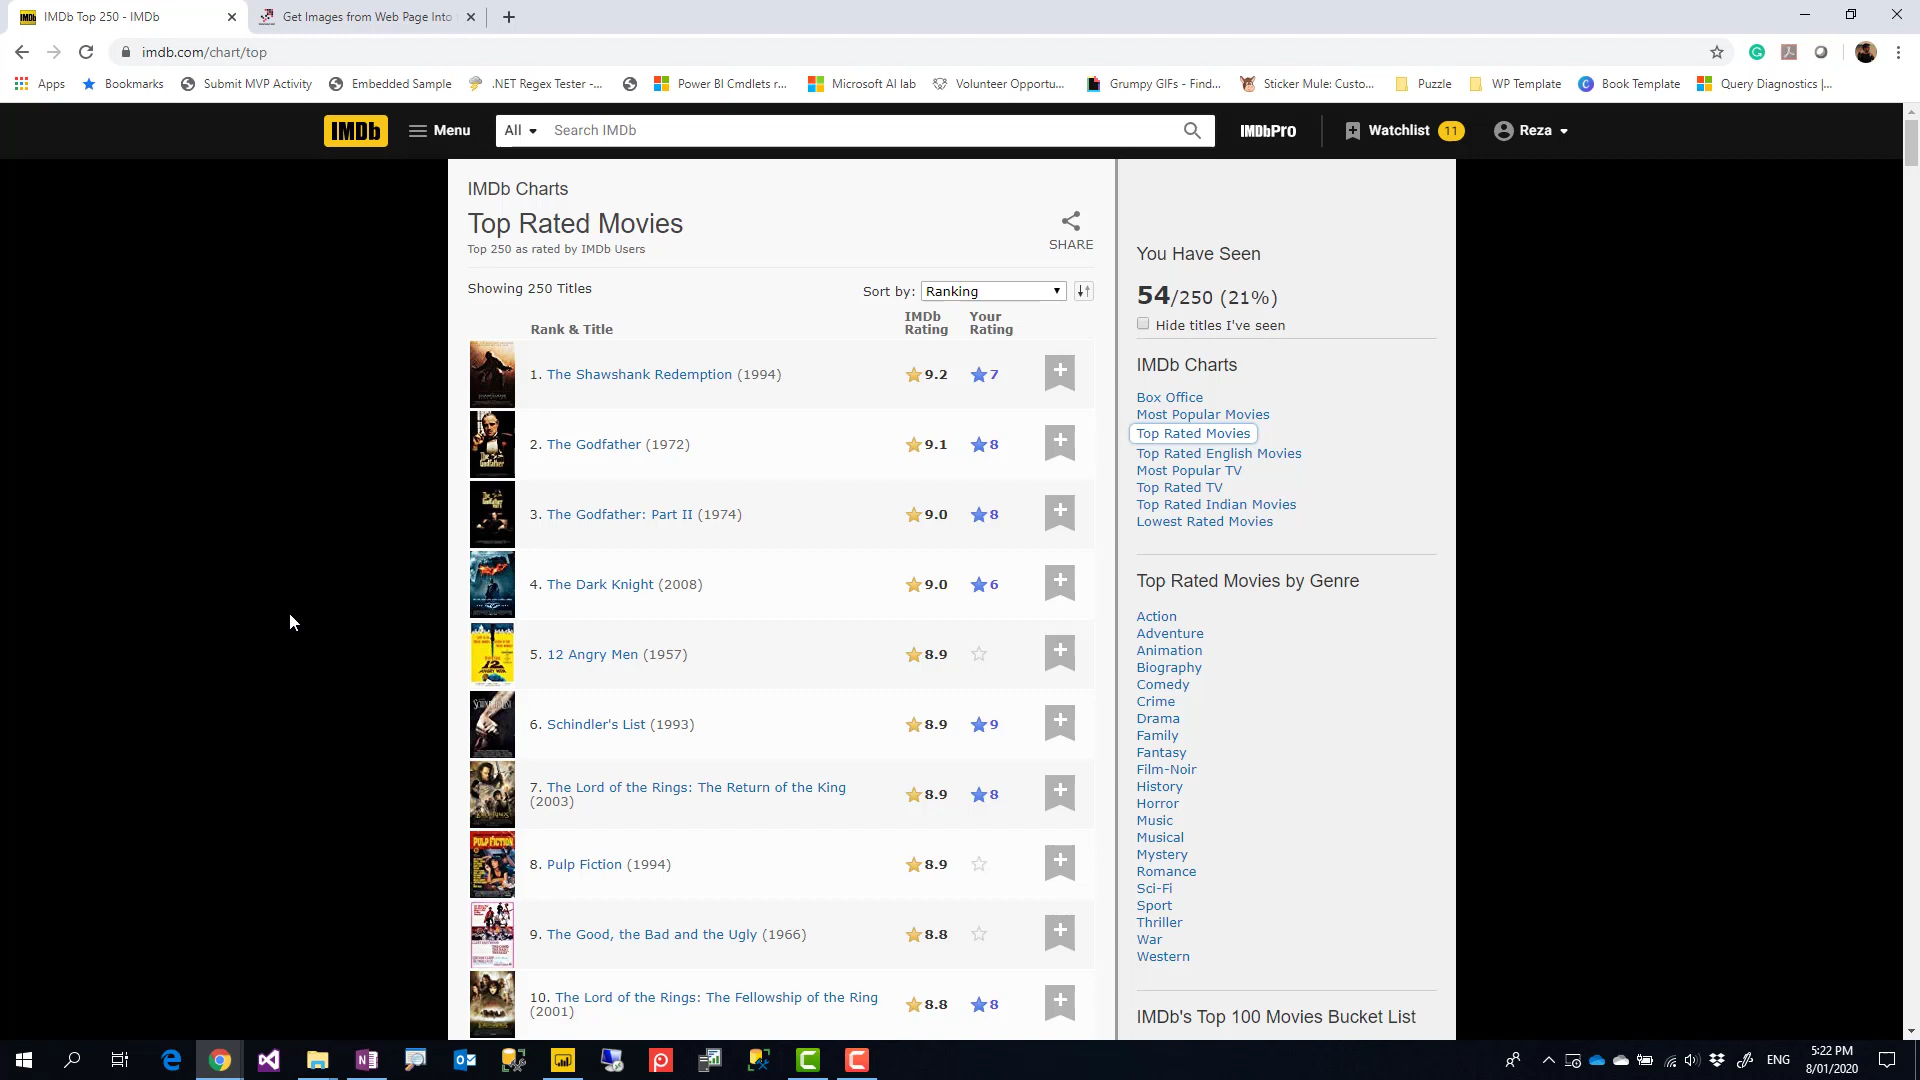 IMDb Top 250 - IMDb
Get Images from Web Page Into
imdb.com/chart/top
Apps
Bookmarks
Submit MVP Activity
Embedded Sample
.NET Regex Tester -...
Power BI Cmdlets r...
Microsoft AI lab
Volunteer Opportu...
Grumpy GIFs - Find...
Sticker Mule: Custo...
Puzzle
WP Template
Book Template
Query Diagnostics |...
IMDb
Menu
All
Search IMDb
IMDbPro
Watchlist 11
Reza
IMDb Charts
Top Rated Movies
Top 250 as rated by IMDb Users
SHARE
Showing 250 Titles
Sort by: Ranking
Rank & Title
IMDb
Rating
Your
Rating
1. The Shawshank Redemption (1994) 9.2 7
2. The Godfather (1972) 9.1 8
3. The Godfather: Part II (1974) 9.0 8
4. The Dark Knight (2008) 9.0 6
5. 12 Angry Men (1957) 8.9
6. Schindler's List (1993) 8.9 9
7. The Lord of the Rings: The Return of the King
(2003)
8.9 8
8. Pulp Fiction (1994) 8.9
9. The Good, the Bad and the Ugly (1966) 8.8
10. The Lord of the Rings: The Fellowship of the Ring
(2001)
8.8 8
You Have Seen
54/250 (21%)
Hide titles I've seen
IMDb Charts
Box Office
Most Popular Movies
Top Rated Movies
Top Rated English Movies
Most Popular TV
Top Rated TV
Top Rated Indian Movies
Lowest Rated Movies
Top Rated Movies by Genre
Action
Adventure
Animation
Biography
Comedy
Crime
Drama
Family
Fantasy
Film-Noir
History
Horror
Music
Musical
Mystery
Romance
Sci-Fi
Sport
Thriller
War
Western
IMDb's Top 100 Movies Bucket List
ENG
5:22 PM
8/01/2020